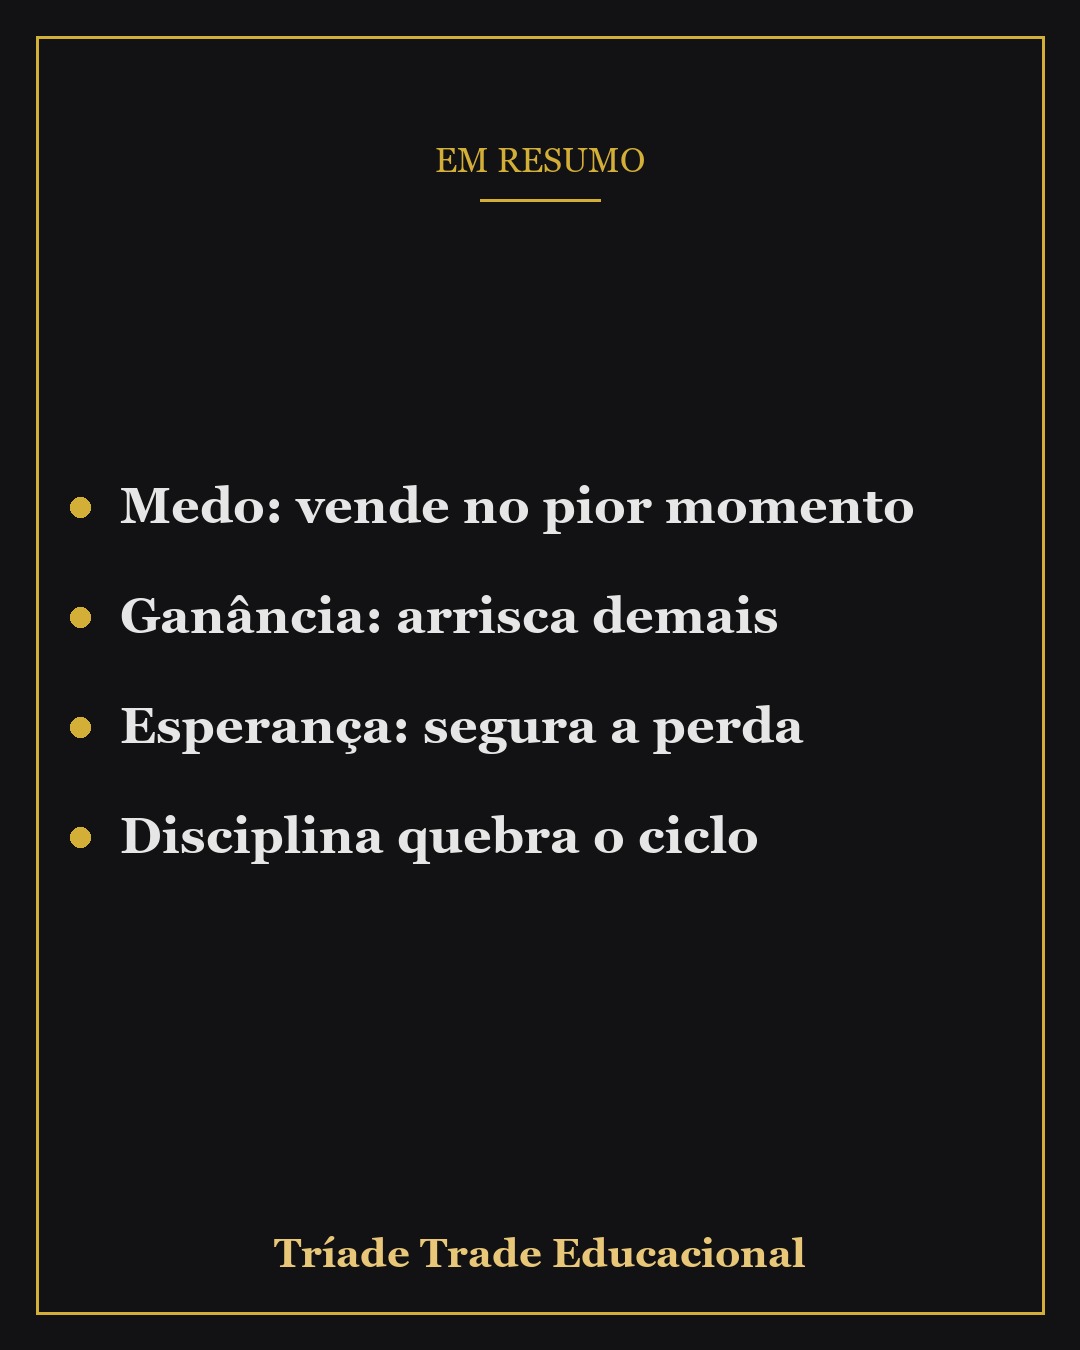 EM RESUMO
Medo: vende no pior momento
Ganância: arrisca demais
Esperança: segura a perda
Disciplina quebra o ciclo
Tríade Trade Educacional